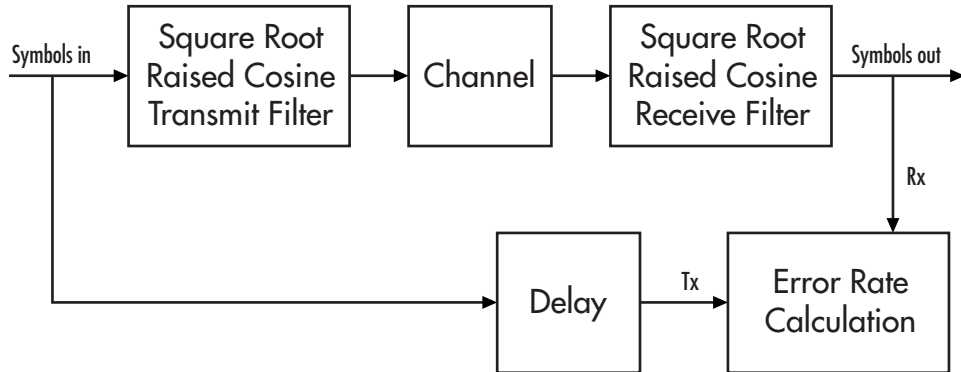 Symbols in
Square Root
Raised Cosine
Transmit Filter
Channel
Square Root
Raised Cosine
Receive Filter
Symbols out
Rx
Delay
Tx
Error Rate
Calculation